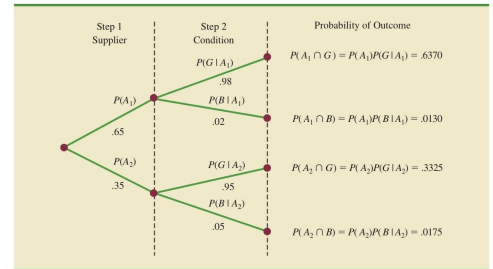 Step 1
Supplier
Step 2
Condition
Probability of Outcome
P(G | A₁)
.98
P(A₁ ∩ G) = P(A₁)P(G | A₁) = .6370
P(A₁)
.65
P(B | A₁)
.02
P(A₁ ∩ B) = P(A₁)P(B | A₁) = .0130
P(A₂)
.35
P(G | A₂)
.95
P(A₂ ∩ G) = P(A₂)P(G | A₂) = .3325
P(B | A₂)
.05
P(A₂ ∩ B) = P(A₂)P(B | A₂) = .0175